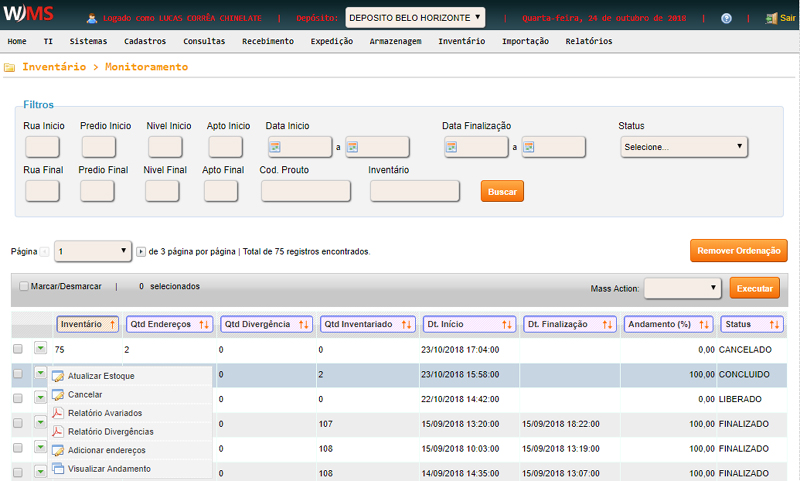 WMS Logado como LUCAS CORRÊA CHINELATE | Depósito: DEPOSITO BELO HORIZONTE | Quarta-feira, 24 de outubro de 2018 | | Sair
Home TI Sistemas Cadastros Consultas Recebimento Expedição Armazenagem Inventário Importação Relatórios
Inventário > Monitoramento
Filtros
Rua Inicio Predio Inicio Nivel Inicio Apto Inicio Data Inicio Data Finalização Status
a a Selecione...
Rua Final Predio Final Nivel Final Apto Final Cod. Prouto Inventário
Buscar
Página 1 de 3 página por página | Total de 75 registros encontrados.
Remover Ordenação
Marcar/Desmarcar | 0 selecionados Mass Action: Executar
Inventário Qtd Endereços Qtd Divergência Qtd Inventariado Dt. Início Dt. Finalização Andamento (%) Status
75 2 0 0 23/10/2018 17:04:00 0,00 CANCELADO
Atualizar Estoque 0 2 23/10/2018 15:58:00 100,00 CONCLUIDO
Cancelar 0 0 22/10/2018 14:42:00 0,00 LIBERADO
Relatório Avariados 0 107 15/09/2018 13:20:00 15/09/2018 18:22:00 100,00 FINALIZADO
Relatório Divergências
Adicionar endereços 0 108 15/09/2018 10:03:00 15/09/2018 13:19:00 100,00 FINALIZADO
Visualizar Andamento 0 108 14/09/2018 14:35:00 15/09/2018 13:07:00 100,00 FINALIZADO